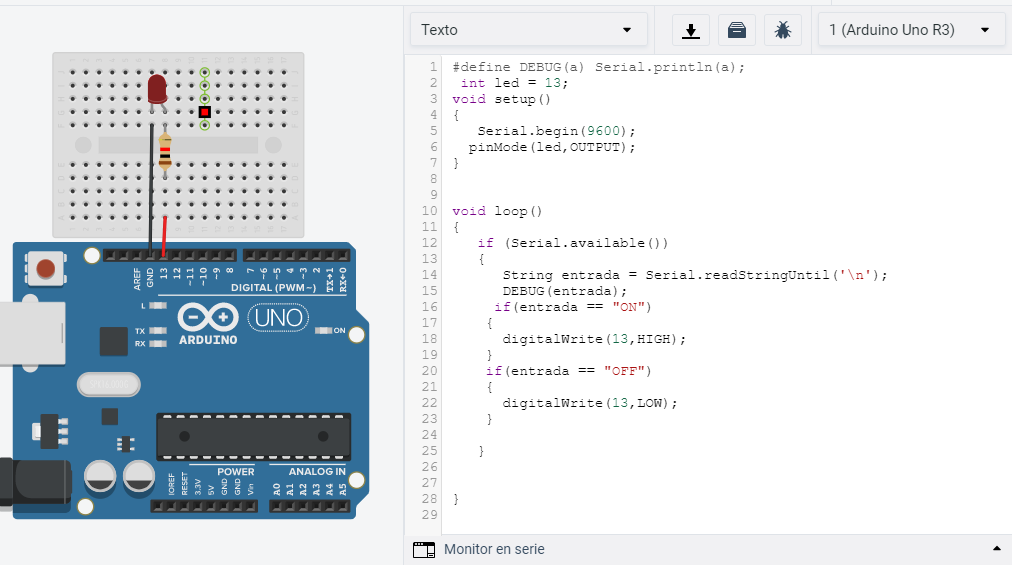 Texto
1 (Arduino Uno R3)
1 #define DEBUG(a) Serial.println(a);
2 int led = 13;
3 void setup()
4 {
5 Serial.begin(9600);
6 pinMode(led,OUTPUT);
7 }
8
9
10 void loop()
11 {
12 if (Serial.available())
13 {
14 String entrada = Serial.readStringUntil('\n');
15 DEBUG(entrada);
16 if(entrada == "ON")
17 {
18 digitalWrite(13,HIGH);
19 }
20 if(entrada == "OFF")
21 {
22 digitalWrite(13,LOW);
23 }
24
25 }
26
27
28 }
29
Monitor en serie
AREF
GND
13
12
~11
~10
~9
8
7
~6
~5
4
~3
2
TX→1
RX←0
DIGITAL (PWM~)
L
TX
RX
UNO
ARDUINO
ON
POWER
ANALOG IN
IOREF
RESET
3.3V
5V
GND
GND
Vin
A0
A1
A2
A3
A4
A5